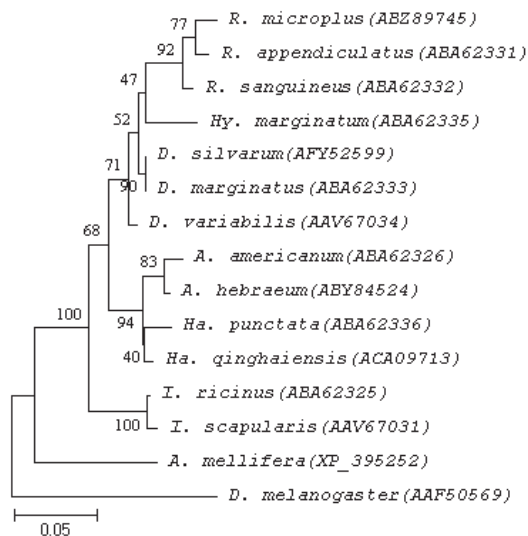 77
R. microplus(ABZ89745)
92
R. appendiculatus(ABA62331)
R. sanguineus(ABA62332)
47
Hy. marginatum(ABA62335)
52
D. silvarum(AFY52599)
71
90
D. marginatus(ABA62333)
D. variabilis(AAV67034)
68
83
A. americanum(ABA62326)
A. hebraeum(ABY84524)
100
94
Ha. punctata(ABA62336)
40
Ha. qinghaiensis(ACA09713)
I. ricinus(ABA62325)
100
I. scapularis(AAV67031)
A. mellifera(XP_395252)
D. melanogaster(AAF50569)
0.05